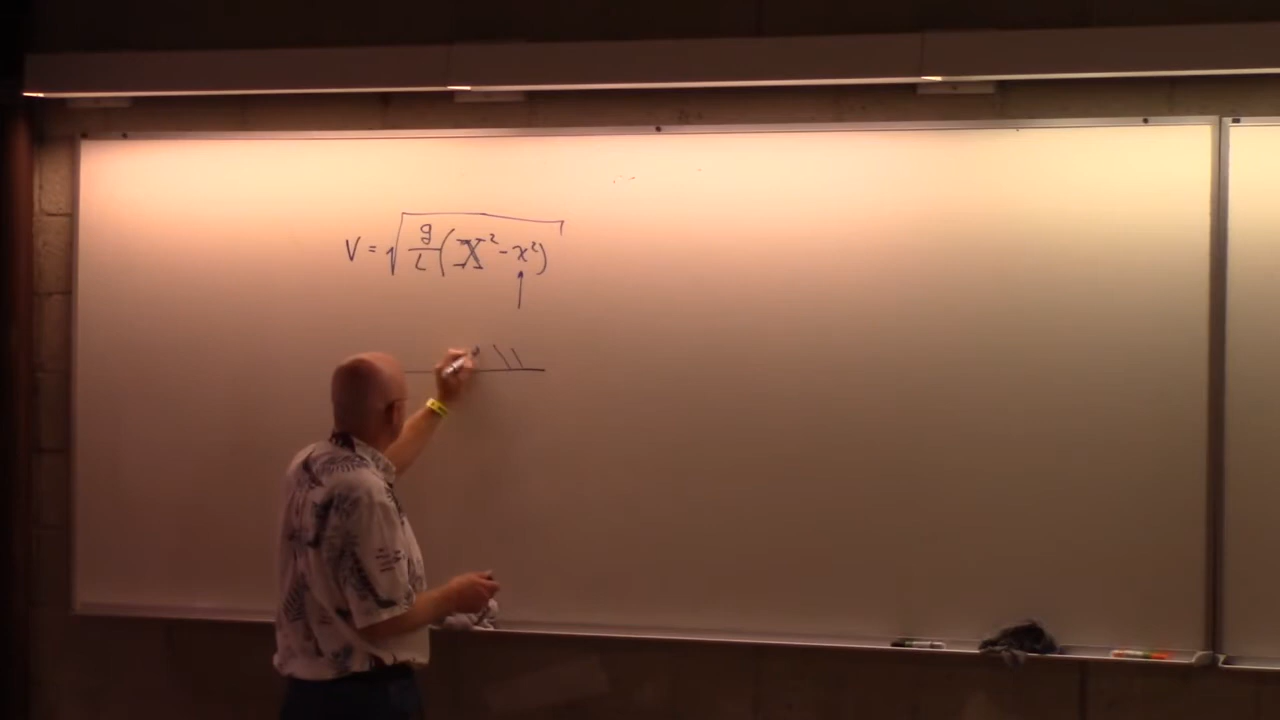 V = √(g/L (X² - x²))